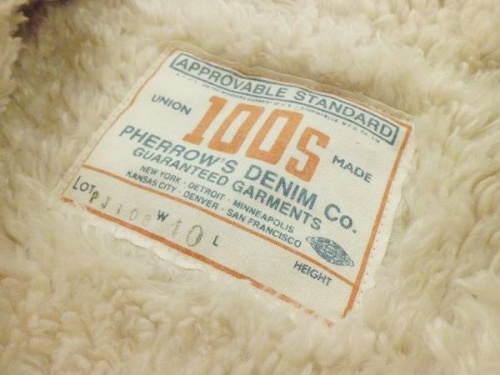 APPROVABLE STANDARD
UNION 100S MADE
PHERROW'S DENIM Co.
GUARANTEED GARMENTS
NEW YORK · DETROIT · MINNEAPOLIS
KANSAS CITY · DENVER · SAN FRANCISCO
LOT W 40 L HEIGHT